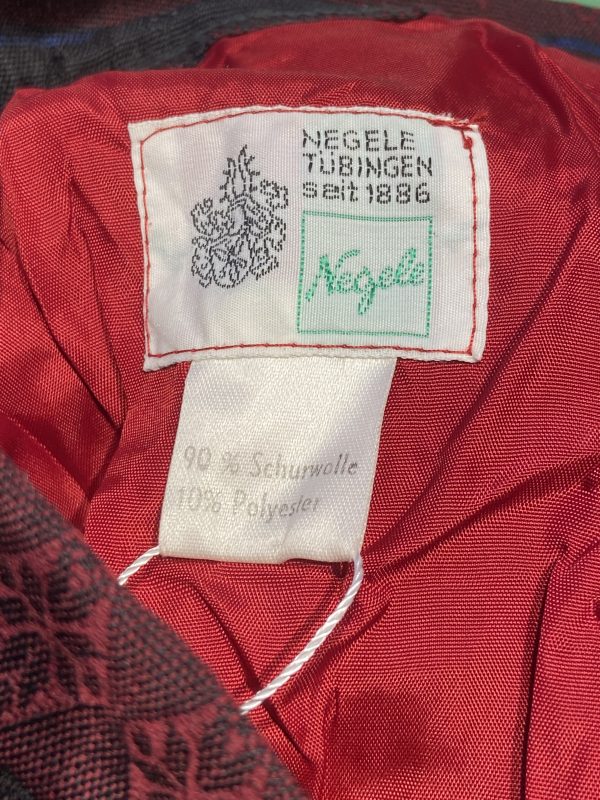 NEGELE
TÜBINGEN
seit 1886
Negele
90 % Schurwolle
10% Polyester